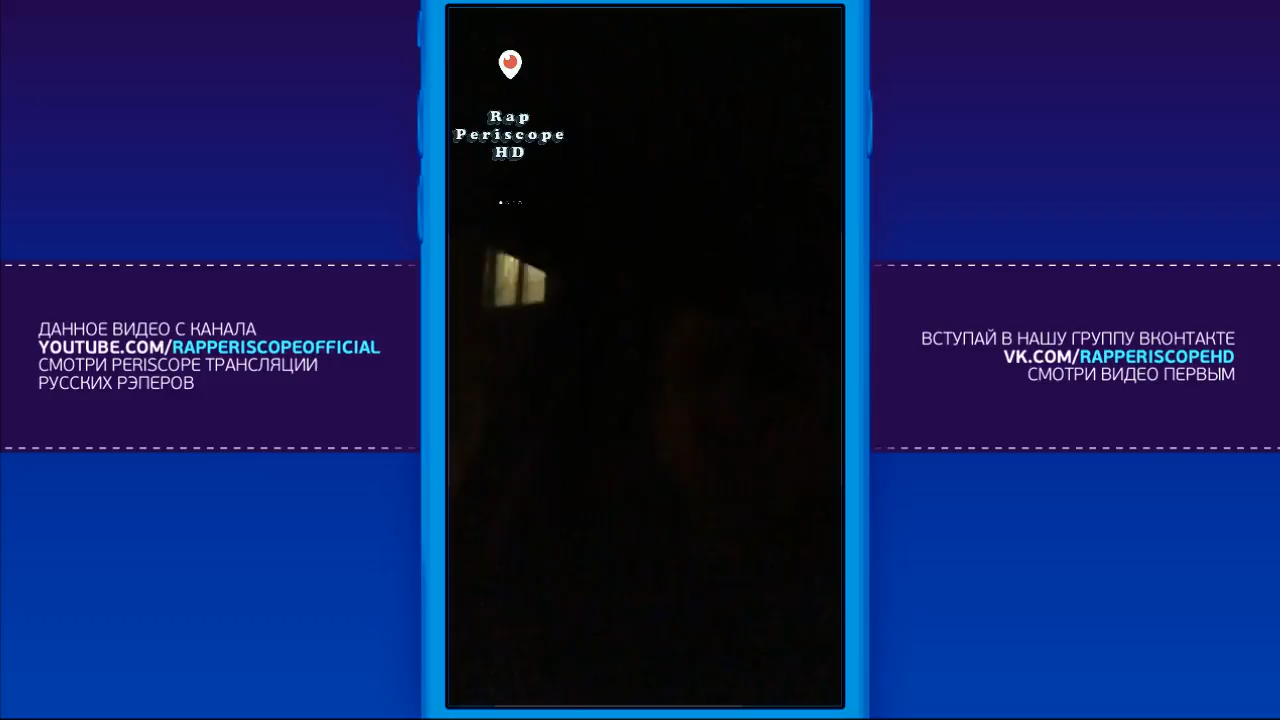 Rap
Periscope
HD
ДАННОЕ ВИДЕО С КАНАЛА
YOUTUBE.COM/RAPPERISCOPEOFFICIAL
СМОТРИ PERISCOPE ТРАНСЛЯЦИИ
РУССКИХ РЭПЕРОВ
ВСТУПАЙ В НАШУ ГРУППУ ВКОНТАКТЕ
VK.COM/RAPPERISCOPEHD
СМОТРИ ВИДЕО ПЕРВЫМ